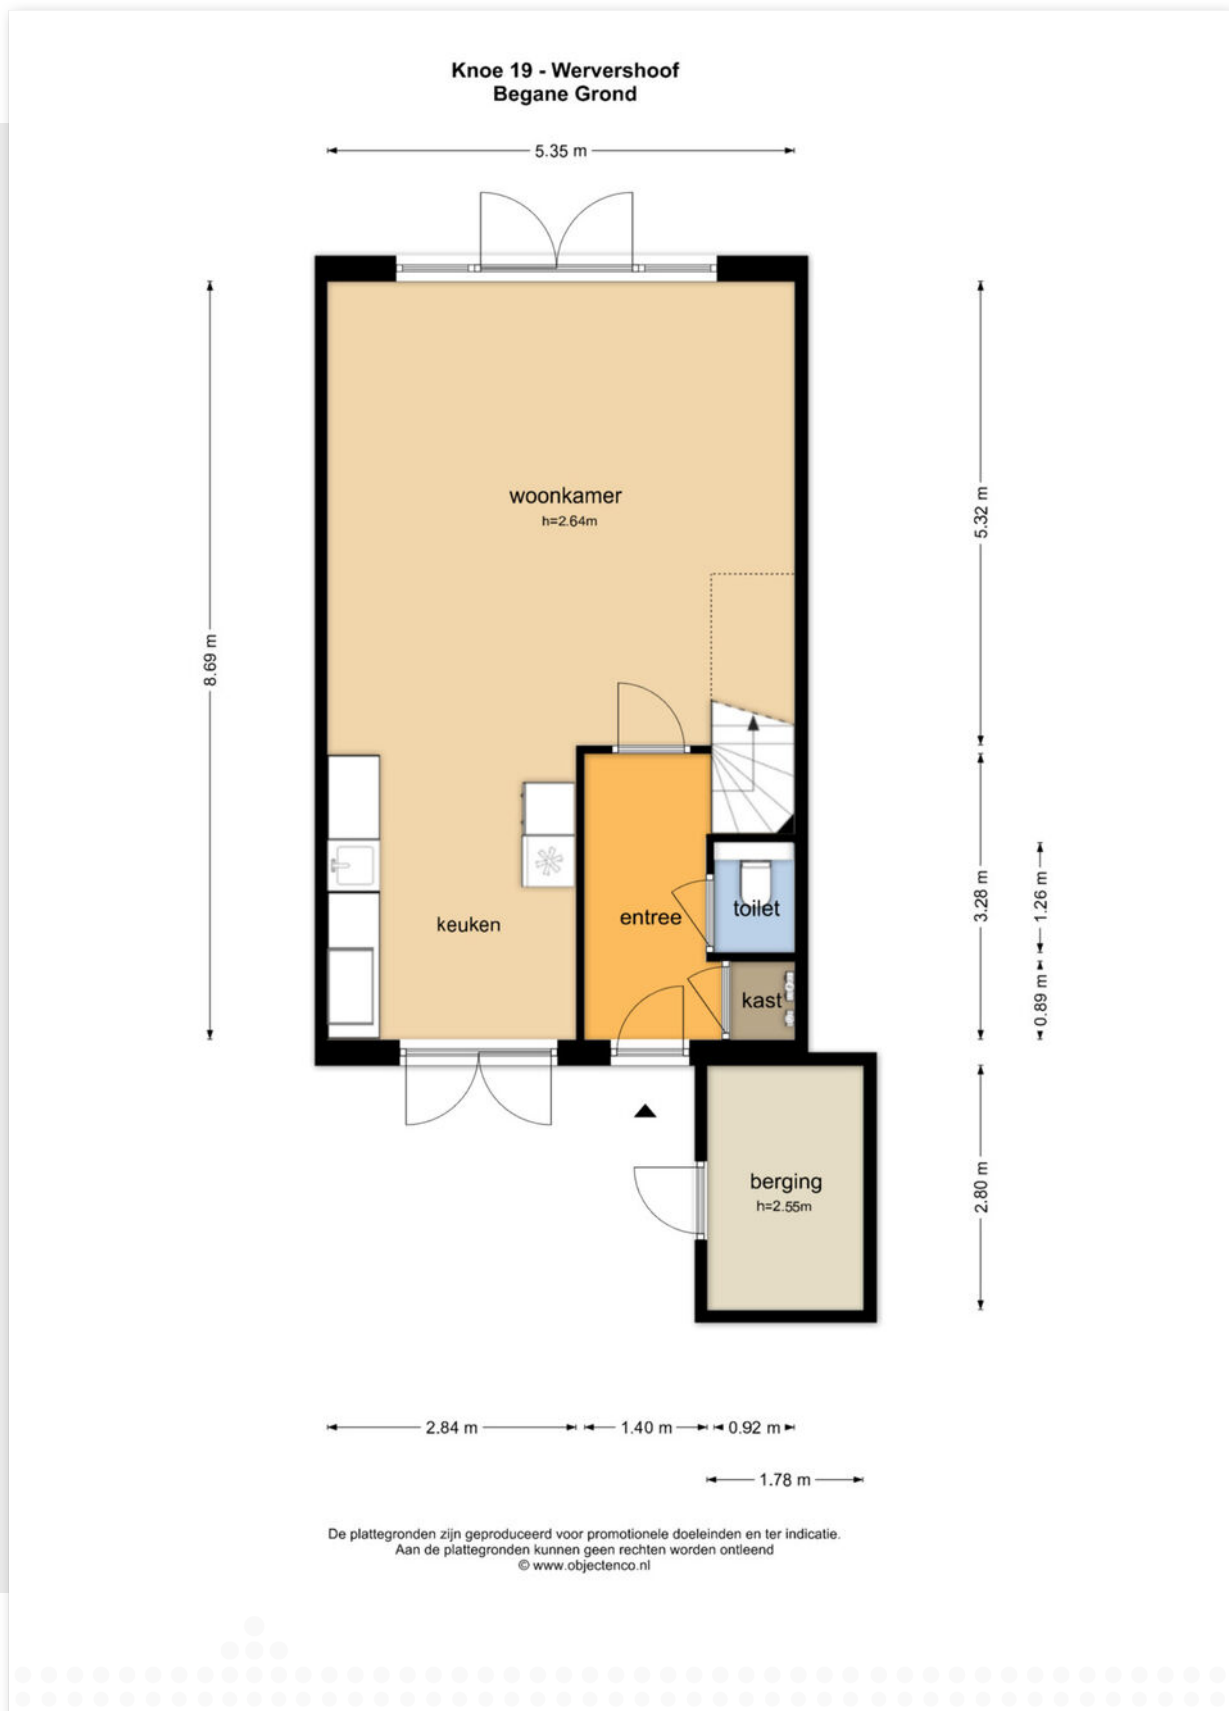 Knoe 19 - Wervershoof
Begane Grond
5.35 m
woonkamer
h=2.64m
5.32 m
8.69 m
keuken
entree
toilet
kast
3.28 m
1.26 m
0.89 m
berging
h=2.55m
2.80 m
2.84 m
1.40 m
0.92 m
1.78 m
De plattegronden zijn geproduceerd voor promotionele doeleinden en ter indicatie.
Aan de plattegronden kunnen geen rechten worden ontleend
© www.objectenco.nl